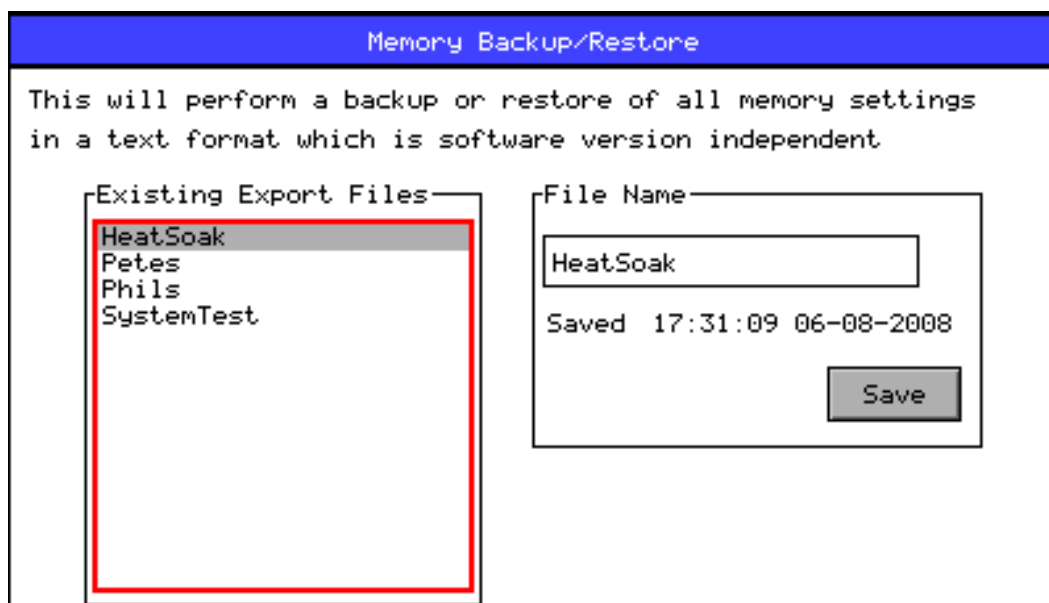 Memory Backup/Restore
This will perform a backup or restore of all memory settings
in a text format which is software version independent
Existing Export Files
HeatSoak
Petes
Phils
SystemTest
File Name
HeatSoak
Saved 17:31:09 06-08-2008
Save